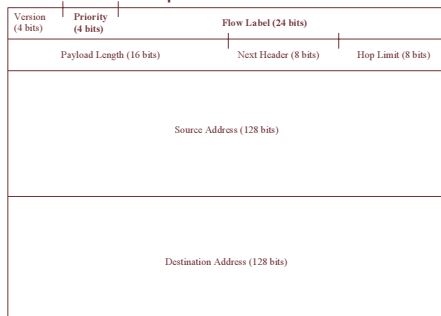 Version
(4 bits)
Priority
(4 bits)
Flow Label (24 bits)
Payload Length (16 bits)
Next Header (8 bits)
Hop Limit (8 bits)
Source Address (128 bits)
Destination Address (128 bits)